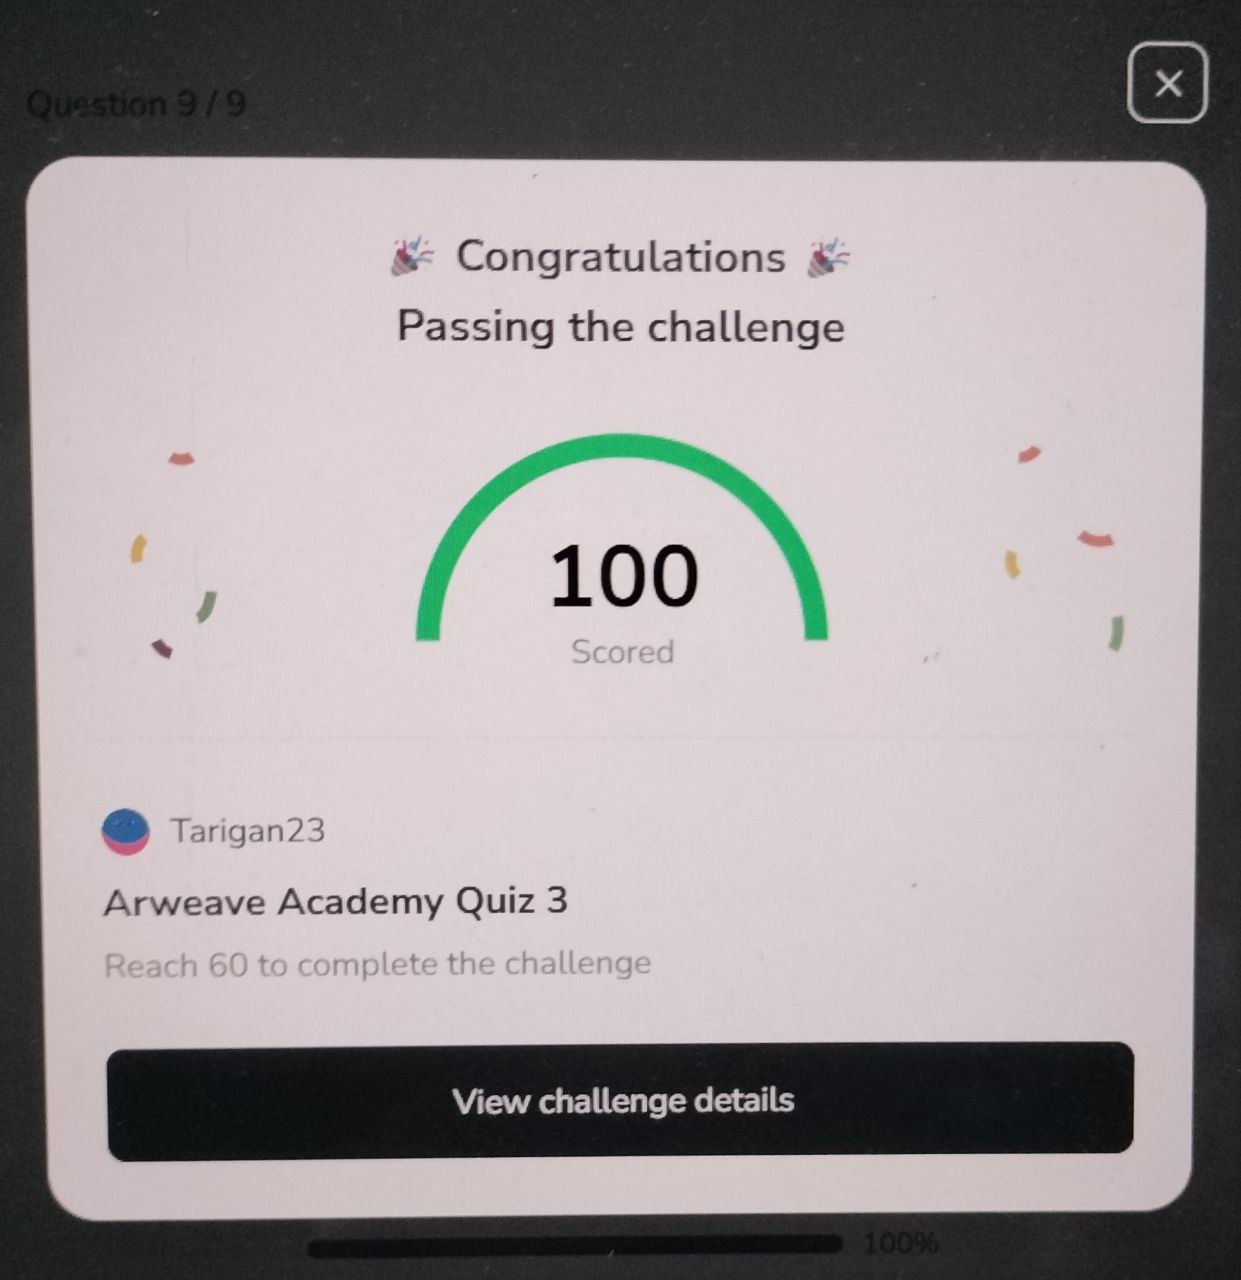 Question 9 / 9
🎉 Congratulations 🎉
Passing the challenge
100
Scored
Tarigan23
Arweave Academy Quiz 3
Reach 60 to complete the challenge
View challenge details
100%